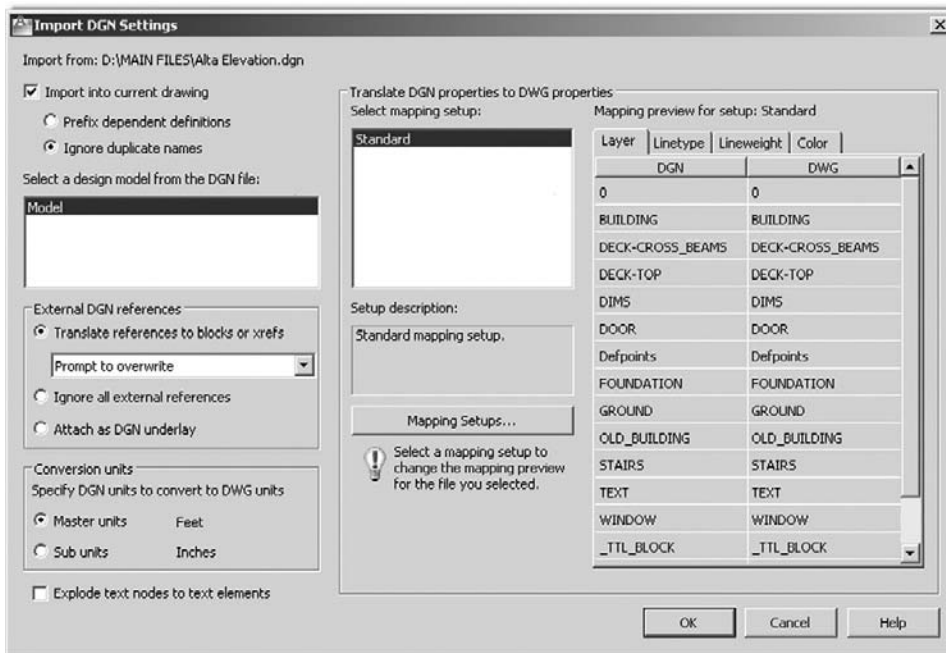 Import DGN Settings
Import from: D:\MAIN FILES\Alta Elevation.dgn
Import into current drawing
Prefix dependent definitions
Ignore duplicate names
Select a design model from the DGN file:
Model
External DGN references
Translate references to blocks or xrefs
Prompt to overwrite
Ignore all external references
Attach as DGN underlay
Conversion units
Specify DGN units to convert to DWG units
Master units Feet
Sub units Inches
Explode text nodes to text elements
Translate DGN properties to DWG properties
Select mapping setup:
Standard
Setup description:
Standard mapping setup.
Mapping Setups...
Select a mapping setup to
change the mapping preview
for the file you selected.
Mapping preview for setup: Standard
Layer Linetype Lineweight Color
DGN DWG
0 0
BUILDING BUILDING
DECK-CROSS_BEAMS DECK-CROSS_BEAMS
DECK-TOP DECK-TOP
DIMS DIMS
DOOR DOOR
Defpoints Defpoints
FOUNDATION FOUNDATION
GROUND GROUND
OLD_BUILDING OLD_BUILDING
STAIRS STAIRS
TEXT TEXT
WINDOW WINDOW
_TTL_BLOCK _TTL_BLOCK
OK Cancel Help